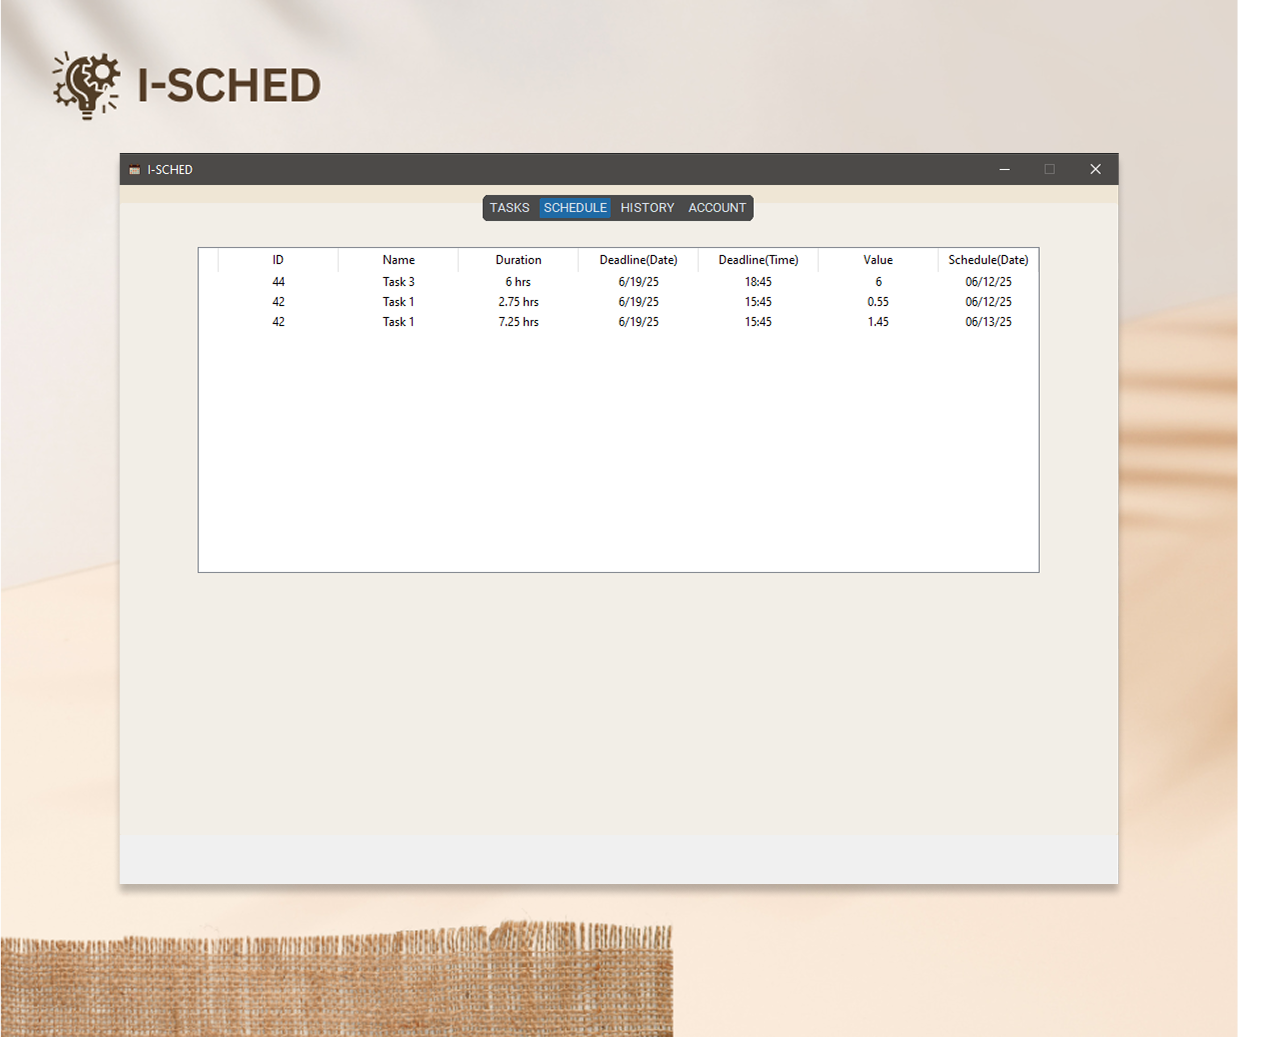 I-SCHED
I-SCHED
TASKS SCHEDULE HISTORY ACCOUNT
ID Name Duration Deadline(Date) Deadline(Time) Value Schedule(Date)
44 Task 3 6 hrs 6/19/25 18:45 6 06/12/25
42 Task 1 2.75 hrs 6/19/25 15:45 0.55 06/12/25
42 Task 1 7.25 hrs 6/19/25 15:45 1.45 06/13/25